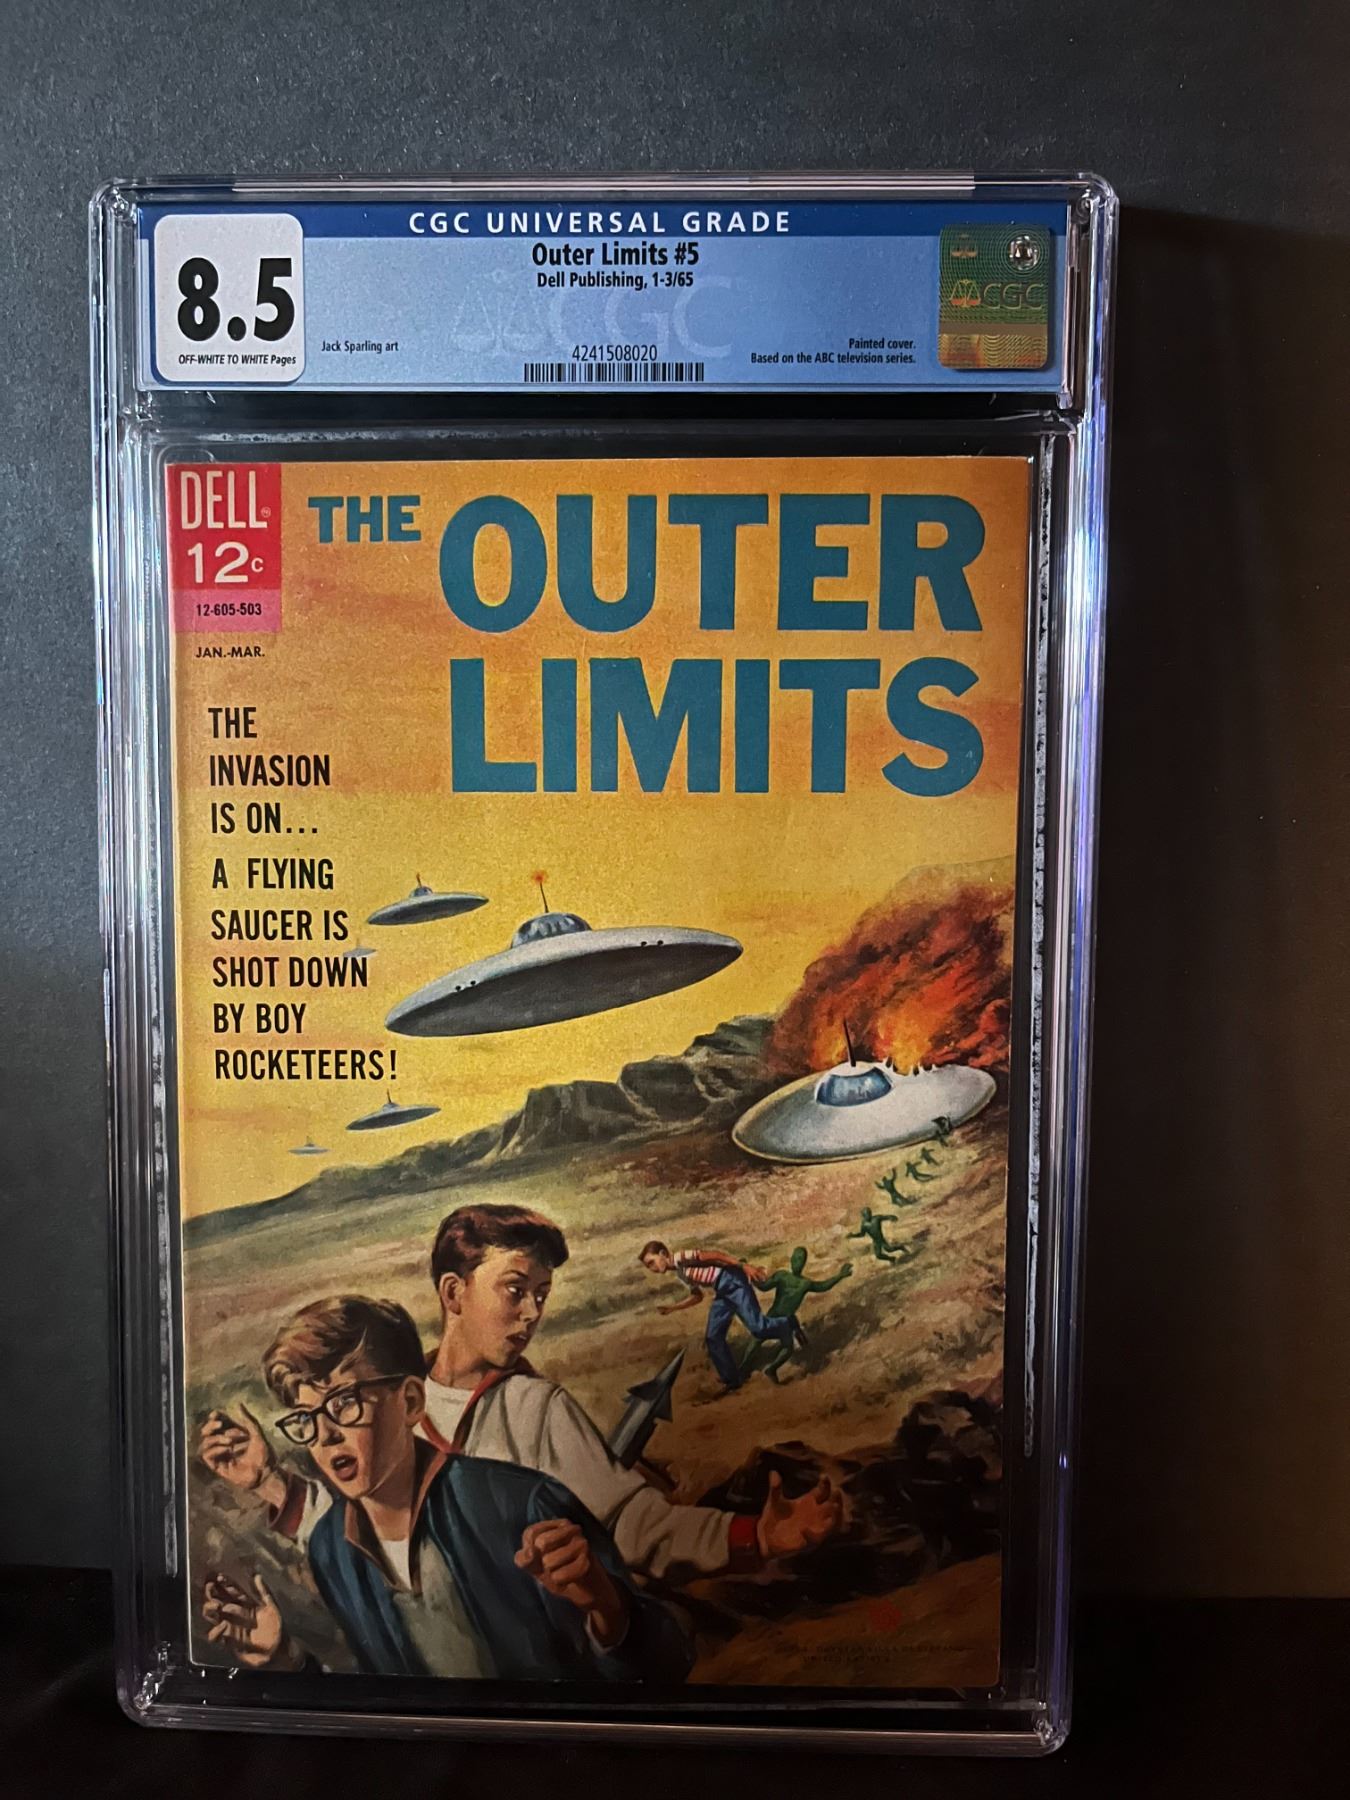 CGC UNIVERSAL GRADE
8.5
OFF-WHITE TO WHITE Pages
Outer Limits #5
Dell Publishing, 1-3/65
Jack Sparling art
4241508020
Painted cover.
Based on the ABC television series.
CGC
CGC
DELL
12c
12-605-503
JAN.-MAR.
THE OUTER
LIMITS
THE
INVASION
IS ON...
A FLYING
SAUCER IS
SHOT DOWN
BY BOY
ROCKETEERS!